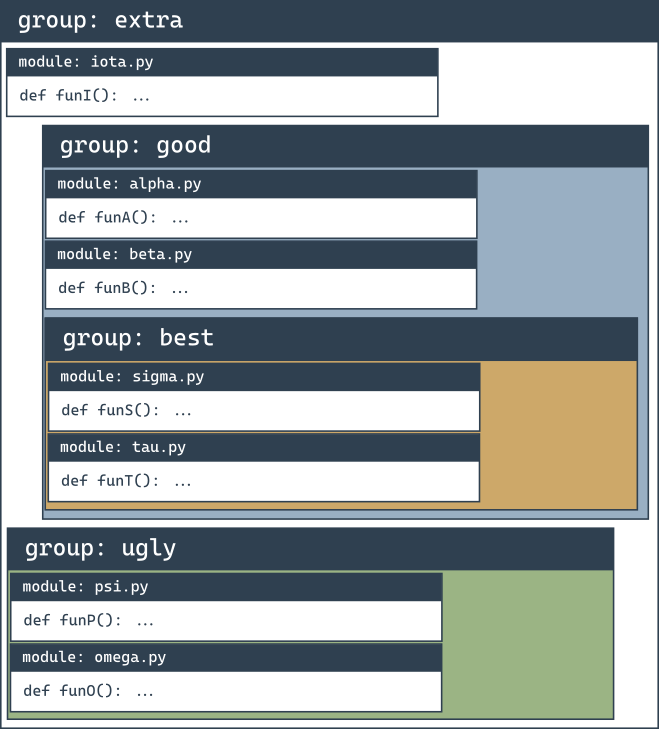 group: extra
module: iota.py
def funI(): ...
group: good
module: alpha.py
def funA(): ...
module: beta.py
def funB(): ...
group: best
module: sigma.py
def funS(): ...
module: tau.py
def funT(): ...
group: ugly
module: psi.py
def funP(): ...
module: omega.py
def funO(): ...